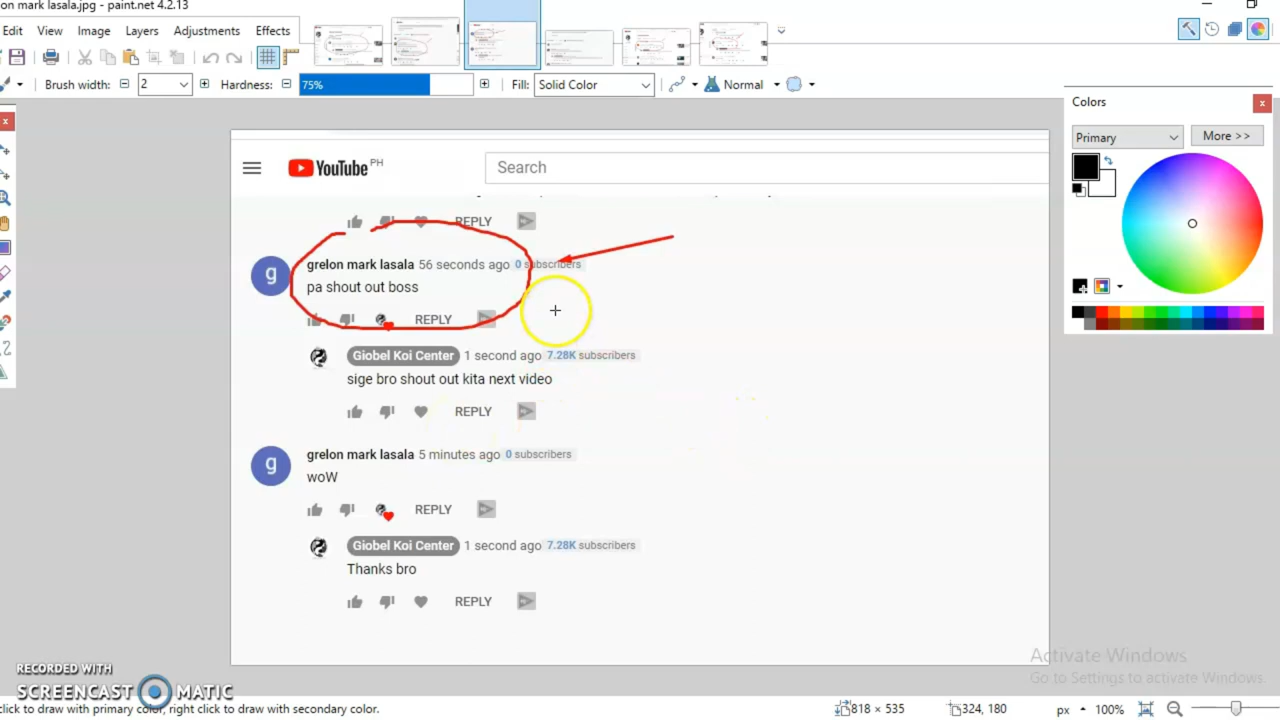 on mark lasala.jpg - paint.net 4.2.13
Edit View Image Layers Adjustments Effects
Brush width: 2 Hardness: 75% Fill: Solid Color Normal
Colors
Primary More >>
YouTube PH Search
REPLY
g grelon mark lasala 56 seconds ago 0 subscribers
pa shout out boss
REPLY
Giobel Koi Center 1 second ago 7.28K subscribers
sige bro shout out kita next video
REPLY
g grelon mark lasala 5 minutes ago 0 subscribers
woW
REPLY
Giobel Koi Center 1 second ago 7.28K subscribers
Thanks bro
REPLY
Activate Windows
Go to Settings to activate Windows.
RECORDED WITH
SCREENCAST MATIC
click to draw with primary color, right click to draw with secondary color. 818 × 535 324, 180 px 100%